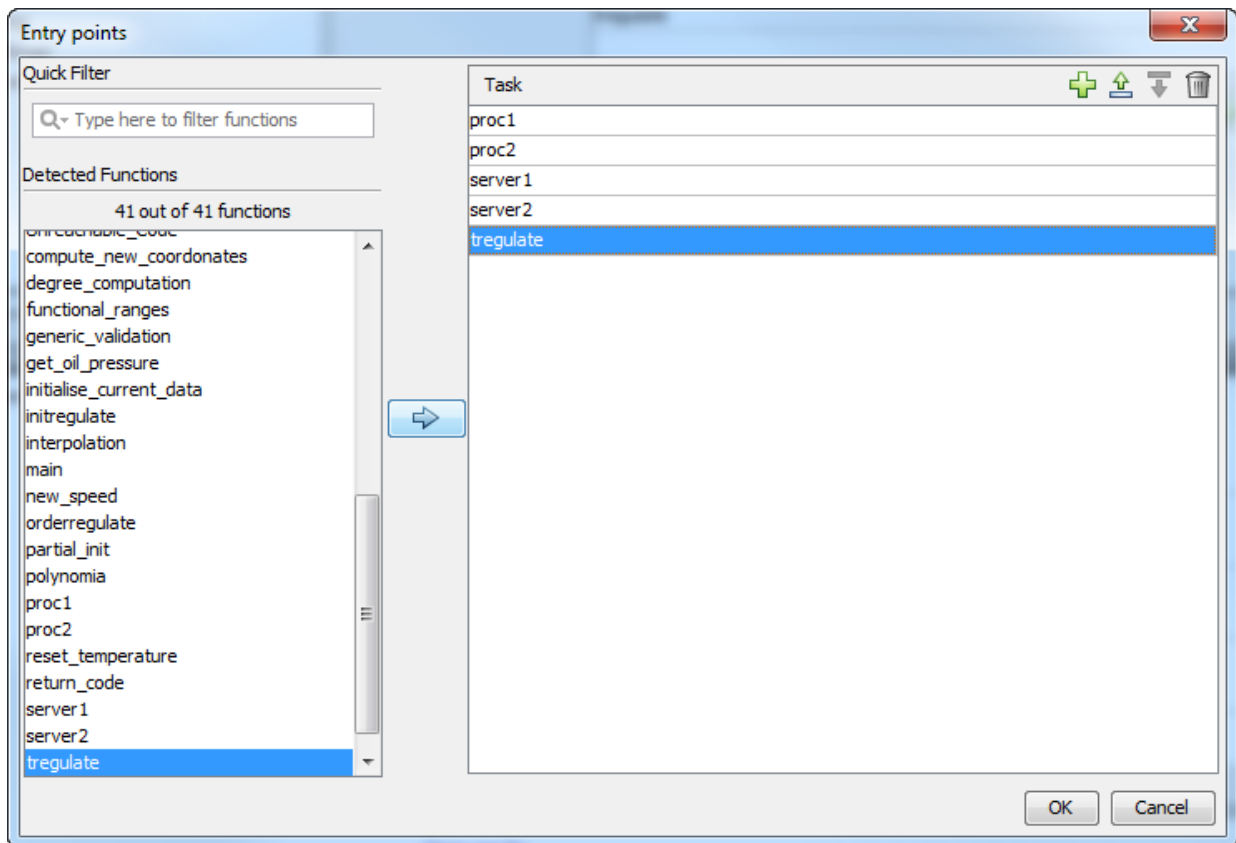 Entry points
Quick Filter
Type here to filter functions
Detected Functions
41 out of 41 functions
compute_new_coordonates
degree_computation
functional_ranges
generic_validation
get_oil_pressure
initialise_current_data
initregulate
interpolation
main
new_speed
orderregulate
partial_init
polynomia
proc1
proc2
reset_temperature
return_code
server1
server2
tregulate
Task
proc1
proc2
server1
server2
tregulate
OK
Cancel